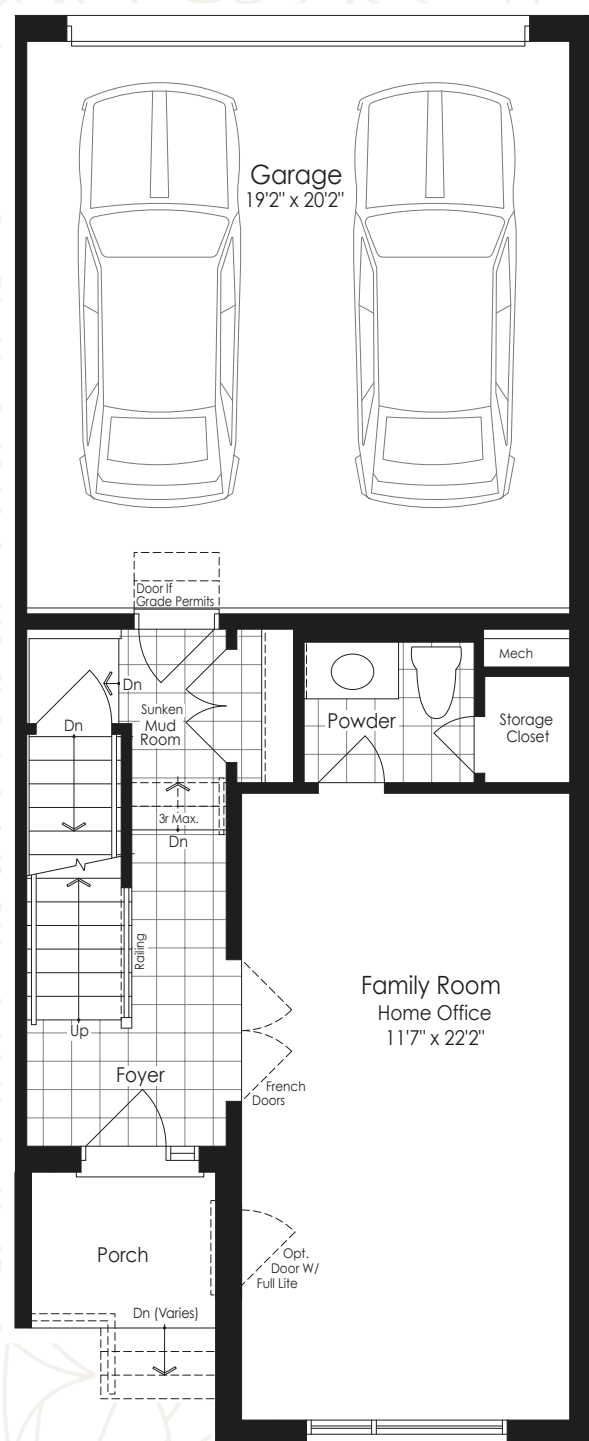 Garage
19'2" x 20'2"
Door If
Grade Permits
Dn
Sunken
Mud
Room
Dn
3r Max.
Dn
Powder
Mech
Storage
Closet
Railing
Up
Foyer
Family Room
Home Office
11'7" x 22'2"
French
Doors
Porch
Opt.
Door W/
Full Lite
Dn (Varies)